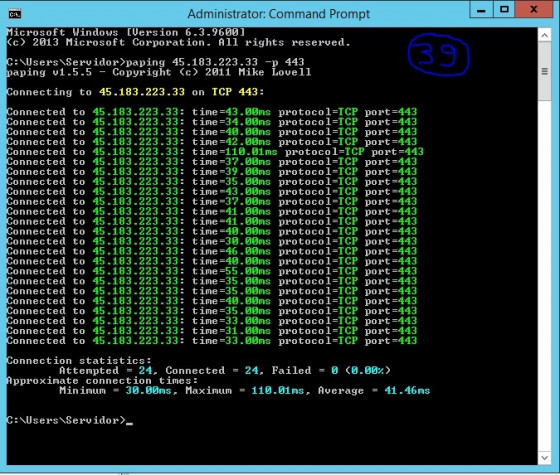 Administrator: Command Prompt
Microsoft Windows [Version 6.3.9600]
(c) 2013 Microsoft Corporation. All rights reserved.
39
C:\Users\Servidor>paping 45.183.223.33 -p 443
paping v1.5.5 - Copyright (c) 2011 Mike Lovell
Connecting to 45.183.223.33 on TCP 443:
Connected to 45.183.223.33: time=43.00ms protocol=TCP port=443
Connected to 45.183.223.33: time=34.00ms protocol=TCP port=443
Connected to 45.183.223.33: time=40.00ms protocol=TCP port=443
Connected to 45.183.223.33: time=42.00ms protocol=TCP port=443
Connected to 45.183.223.33: time=110.01ms protocol=TCP port=443
Connected to 45.183.223.33: time=37.00ms protocol=TCP port=443
Connected to 45.183.223.33: time=39.00ms protocol=TCP port=443
Connected to 45.183.223.33: time=35.00ms protocol=TCP port=443
Connected to 45.183.223.33: time=43.00ms protocol=TCP port=443
Connected to 45.183.223.33: time=37.00ms protocol=TCP port=443
Connected to 45.183.223.33: time=41.00ms protocol=TCP port=443
Connected to 45.183.223.33: time=41.00ms protocol=TCP port=443
Connected to 45.183.223.33: time=40.00ms protocol=TCP port=443
Connected to 45.183.223.33: time=30.00ms protocol=TCP port=443
Connected to 45.183.223.33: time=46.00ms protocol=TCP port=443
Connected to 45.183.223.33: time=40.00ms protocol=TCP port=443
Connected to 45.183.223.33: time=55.00ms protocol=TCP port=443
Connected to 45.183.223.33: time=35.00ms protocol=TCP port=443
Connected to 45.183.223.33: time=35.00ms protocol=TCP port=443
Connected to 45.183.223.33: time=40.00ms protocol=TCP port=443
Connected to 45.183.223.33: time=35.00ms protocol=TCP port=443
Connected to 45.183.223.33: time=33.00ms protocol=TCP port=443
Connected to 45.183.223.33: time=31.00ms protocol=TCP port=443
Connected to 45.183.223.33: time=33.00ms protocol=TCP port=443
Connection statistics:
Attempted = 24, Connected = 24, Failed = 0 (0.00%)
Approximate connection times:
Minimum = 30.00ms, Maximum = 110.01ms, Average = 41.46ms
C:\Users\Servidor>_